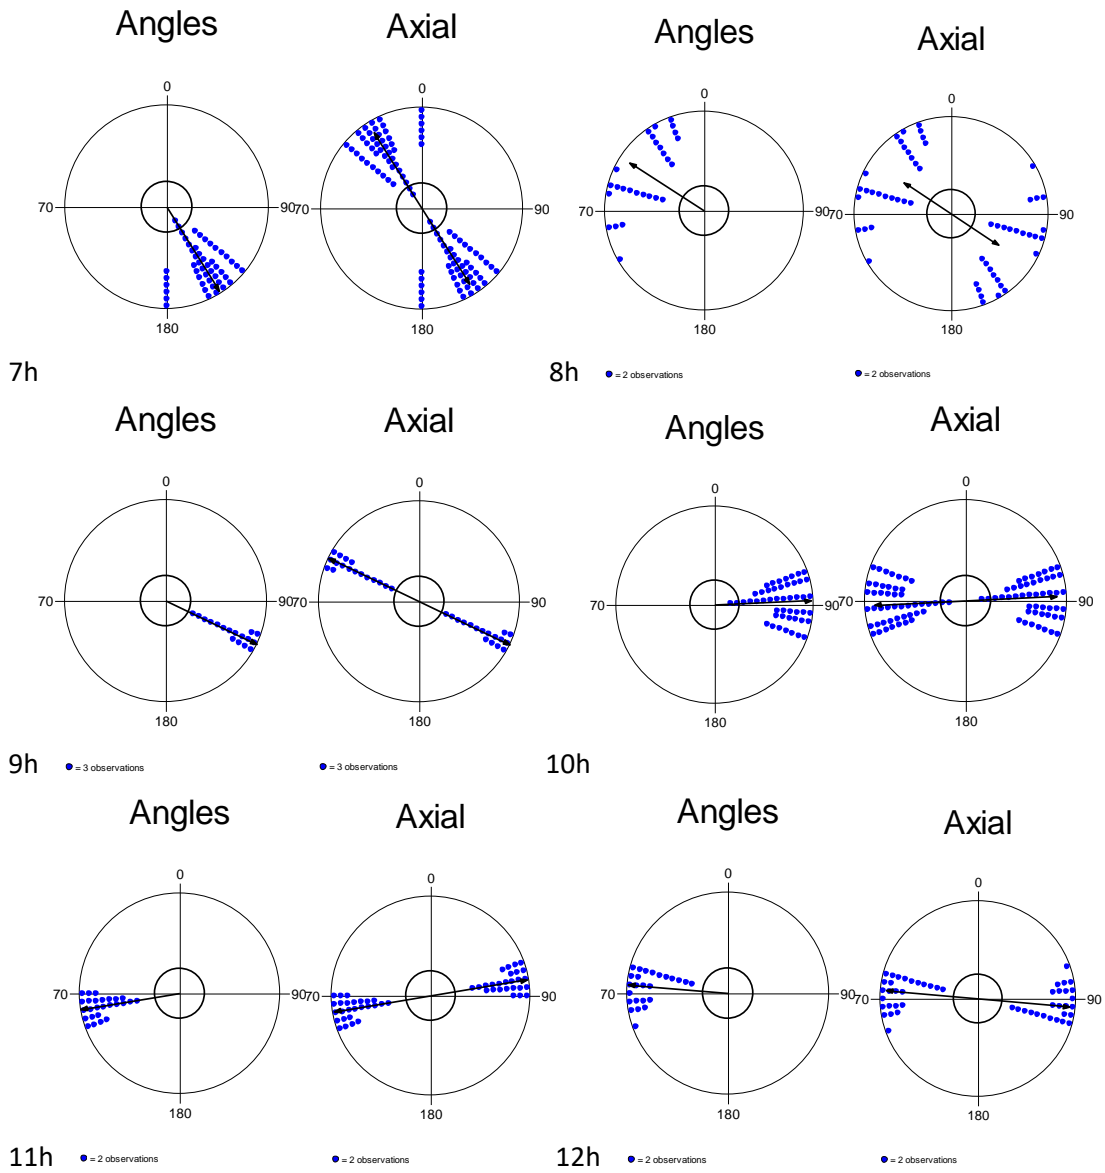 Angles Axial Angles Axial
0 0 0 0
70 90 70 90 70 90 70 90
180 180 180 180
7h
8h = 2 observations = 2 observations
Angles Axial Angles Axial
0 0 0 0
70 90 70 90 70 90 70 90
180 180 180 180
9h = 3 observations = 3 observations 10h
Angles Axial Angles Axial
0 0 0 0
70 90 70 90 70 90 70 90
180 180 180 180
11h = 2 observations = 2 observations 12h = 2 observations = 2 observations